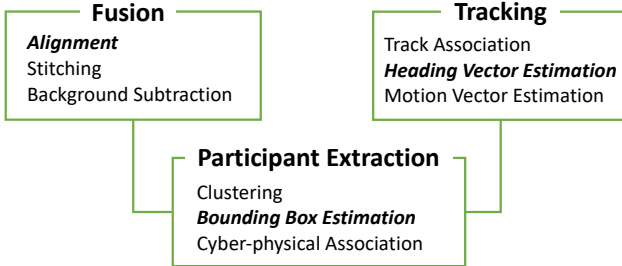 Fusion
Alignment
Stitching
Background Subtraction
Tracking
Track Association
Heading Vector Estimation
Motion Vector Estimation
Participant Extraction
Clustering
Bounding Box Estimation
Cyber-physical Association